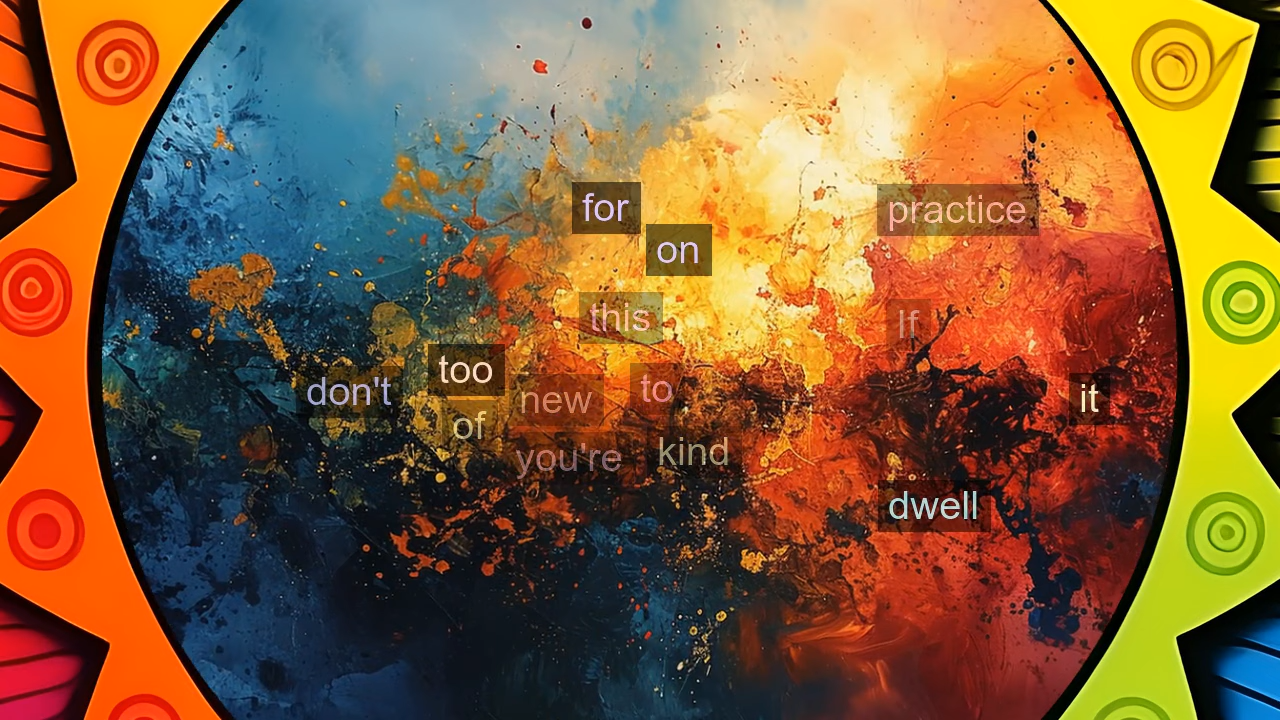 for
practice
on
this
If
too
don't
new
to
it
of
you're
kind
dwell